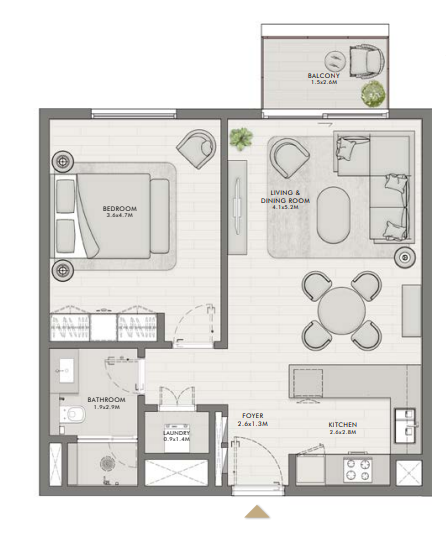 BALCONY
1.5x2.6M
BEDROOM
3.6x4.7M
LIVING &
DINING ROOM
4.1x5.2M
BATHROOM
1.9x2.9M
LAUNDRY
0.9x1.4M
FOYER
2.6x1.3M
KITCHEN
2.6x2.8M